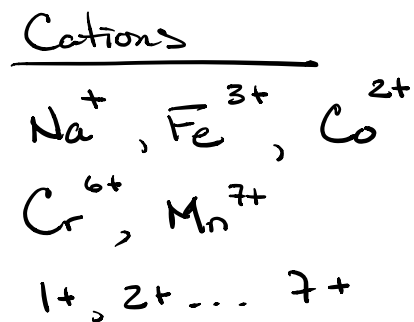 Cations
Na⁺, Fe³⁺, Co²⁺
Cr⁶⁺, Mn⁷⁺
1+, 2+ ... 7+